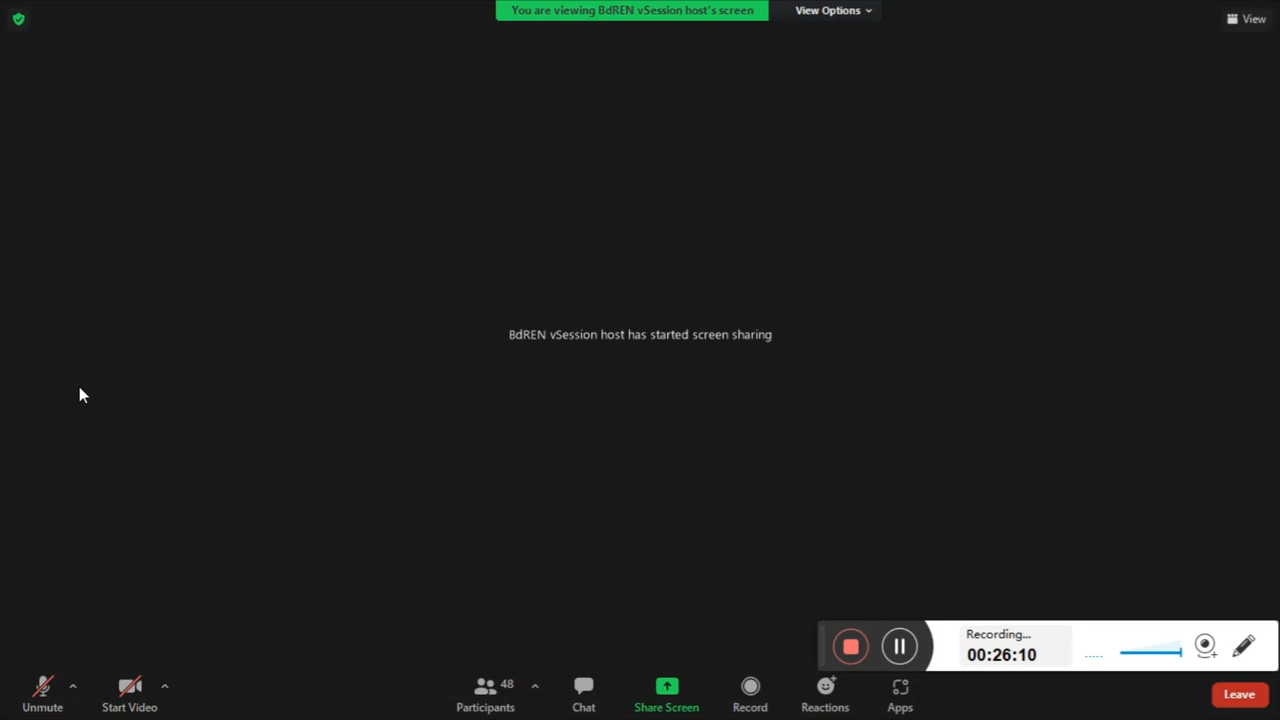 You are viewing BdREN vSession host's screen
View Options
View
BdREN vSession host has started screen sharing
Recording...
00:26:10
Unmute
Start Video
48
Participants
Chat
Share Screen
Record
Reactions
Apps
Leave